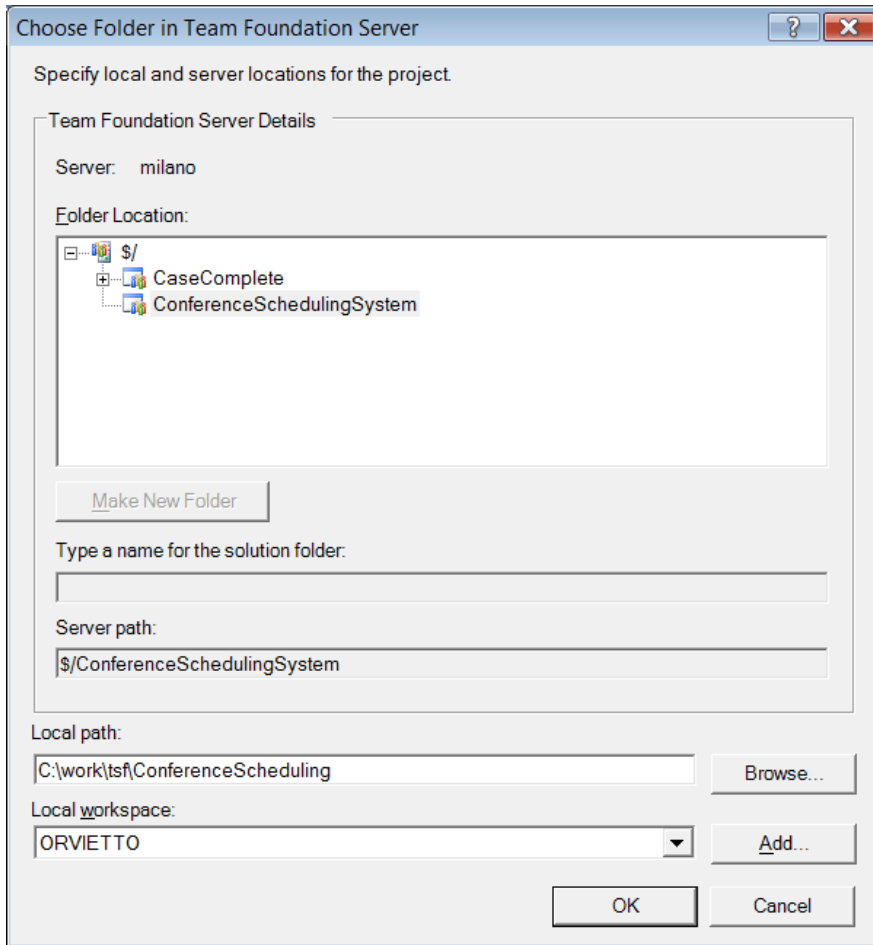 Choose Folder in Team Foundation Server
Specify local and server locations for the project.
Team Foundation Server Details
Server: milano
Folder Location:
$/
CaseComplete
ConferenceSchedulingSystem
Make New Folder
Type a name for the solution folder:
Server path:
$/ConferenceSchedulingSystem
Local path:
C:\work\tsf\ConferenceScheduling
Browse...
Local workspace:
ORVIETTO
Add...
OK Cancel